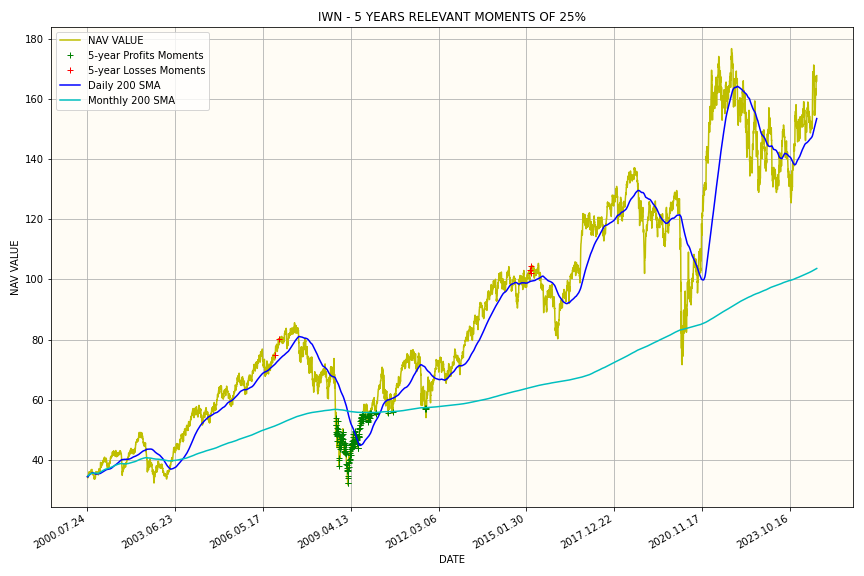 IWN - 5 YEARS RELEVANT MOMENTS OF 25%
NAV VALUE
5-year Profits Moments
5-year Losses Moments
Daily 200 SMA
Monthly 200 SMA
180
160
140
120
100
80
60
40
NAV VALUE
2000.07.24
2003.06.23
2006.05.17
2009.04.13
2012.03.06
2015.01.30
2017.12.22
2020.11.17
2023.10.16
DATE